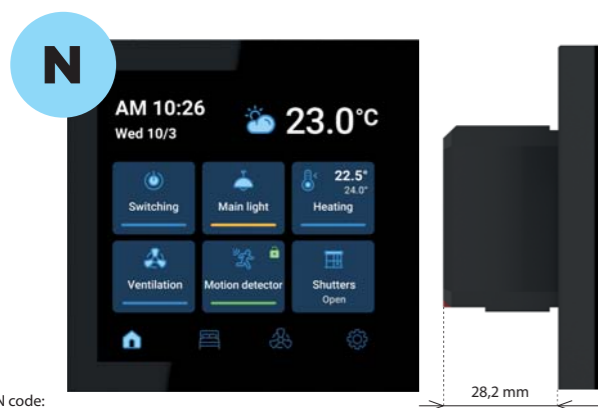 N
AM 10:26
Wed 10/3
23.0°C
Switching
Main light
22.5°
24.0°
Heating
Ventilation
Motion detector
Shutters
Open
28,2 mm
N code: